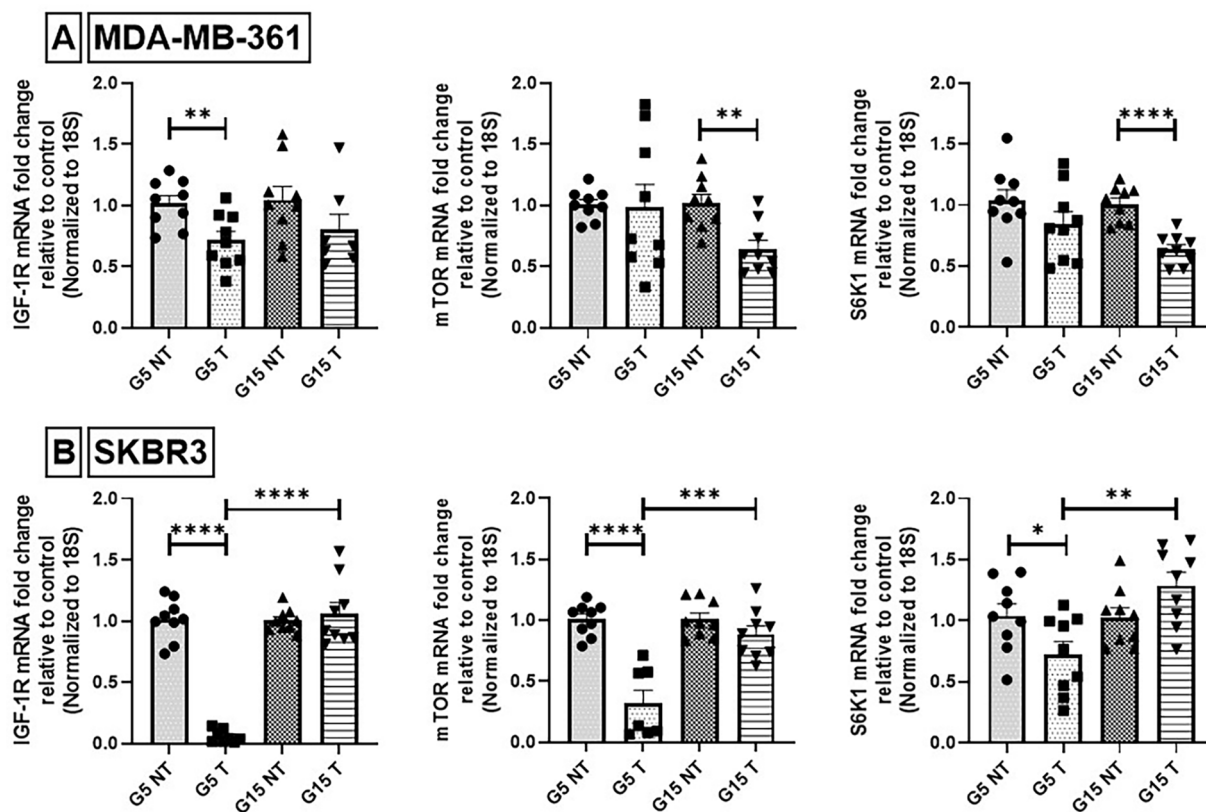 A MDA-MB-361
IGF-1R mRNA fold change
relative to control
(Normalized to 18S)
2.0
1.5
1.0
0.5
0.0
**
G5 NT
G5 T
G15 NT
G15 T
mTOR mRNA fold change
relative to control
(Normalized to 18S)
2.0
1.5
1.0
0.5
0.0
**
G5 NT
G5 T
G15 NT
G15 T
S6K1 mRNA fold change
relative to control
(Normalized to 18S)
2.0
1.5
1.0
0.5
0.0
****
G5 NT
G5 T
G15 NT
G15 T
B SKBR3
IGF-1R mRNA fold change
relative to control
(Normalized to 18S)
2.0
1.5
1.0
0.5
0.0
****
****
G5 NT
G5 T
G15 NT
G15 T
mTOR mRNA fold change
relative to control
(Normalized to 18S)
2.0
1.5
1.0
0.5
0.0
***
****
G5 NT
G5 T
G15 NT
G15 T
S6K1 mRNA fold change
relative to control
(Normalized to 18S)
2.0
1.5
1.0
0.5
0.0
**
*
G5 NT
G5 T
G15 NT
G15 T